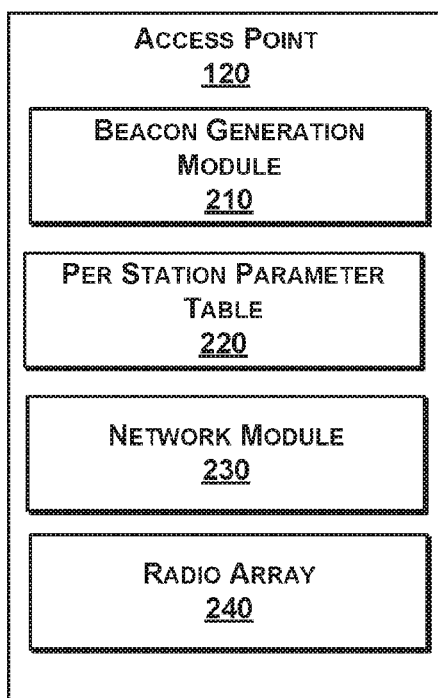 ACCESS POINT
120
BEACON GENERATION
MODULE
210
PER STATION PARAMETER
TABLE
220
NETWORK MODULE
230
RADIO ARRAY
240